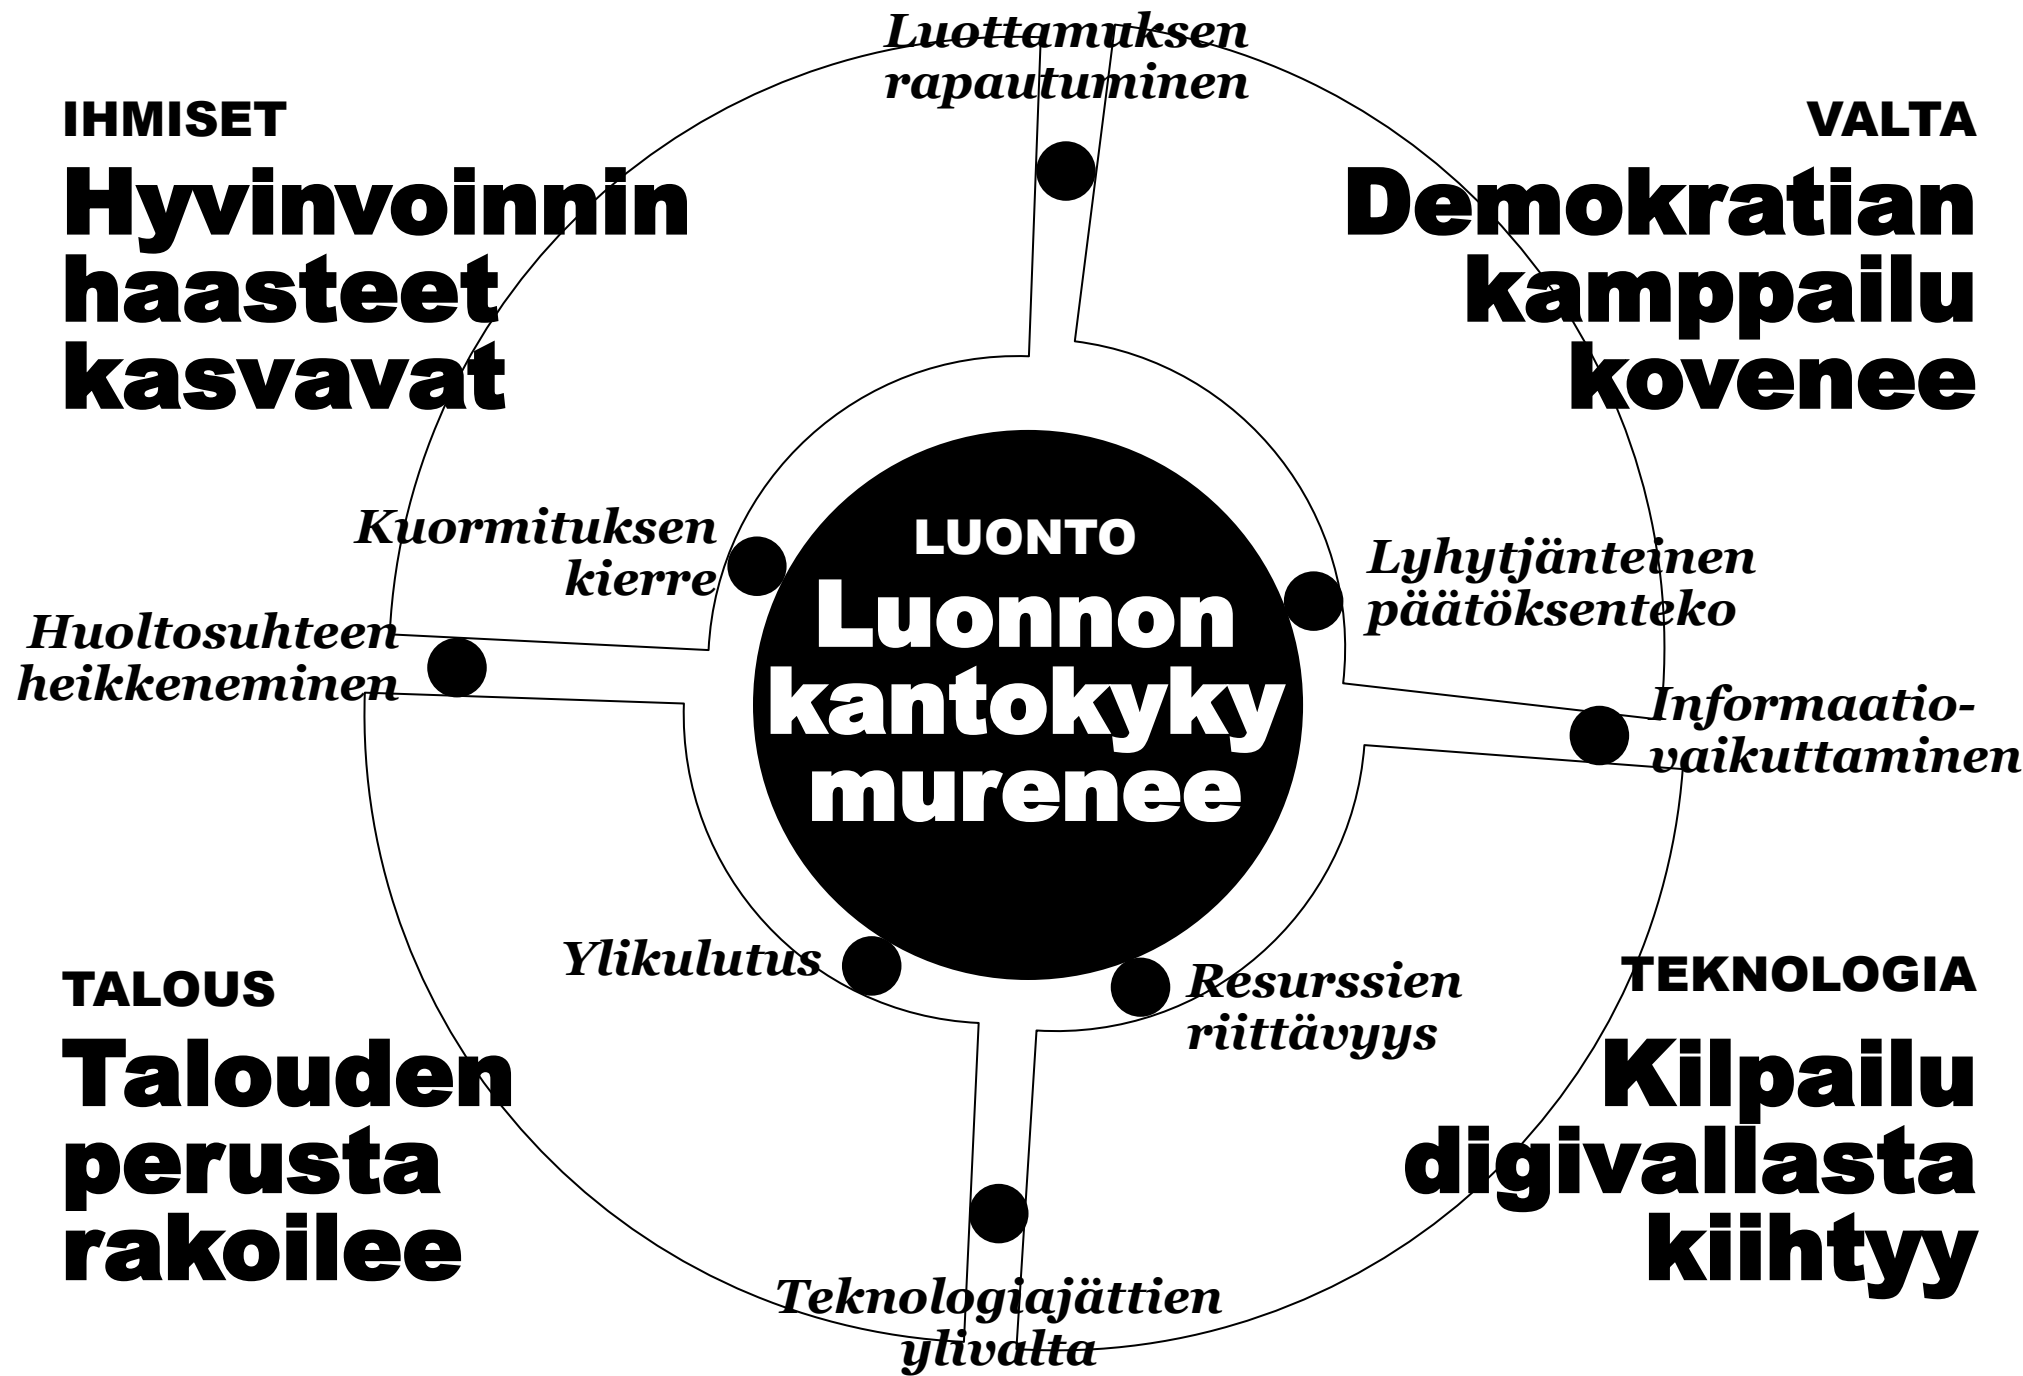 Luottamuksen
rapautuminen
IHMISET
Hyvinvoinnin
haasteet
kasvavat
VALTA
Demokratian
kamppailu
kovenee
Kuormituksen
kierre
Huoltosuhteen
heikkeneminen
LUONTO
Luonnon
kantokyky
murenee
Lyhytjänteinen
päätöksenteko
Informaatio-
vaikuttaminen
Ylikulutus
Resurssien
riittävyys
TALOUS
Talouden
perusta
rakoilee
TEKNOLOGIA
Kilpailu
digivallasta
kiihtyy
Teknologiajättien
ylivalta